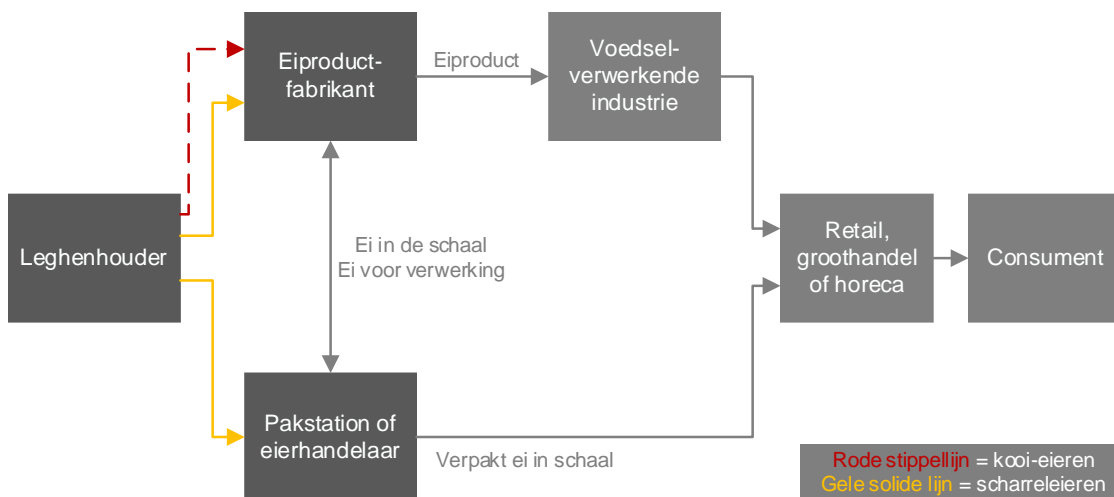 Eiproduct-
fabrikant
Eiproduct
Voedsel-
verwerkende
industrie
Leghenhouder
Ei in de schaal
Ei voor verwerking
Retail,
groothandel
of horeca
Consument
Pakstation of
eierhandelaar
Verpakt ei in schaal
Rode stippellijn = kooi-eieren
Gele solide lijn = scharreleieren